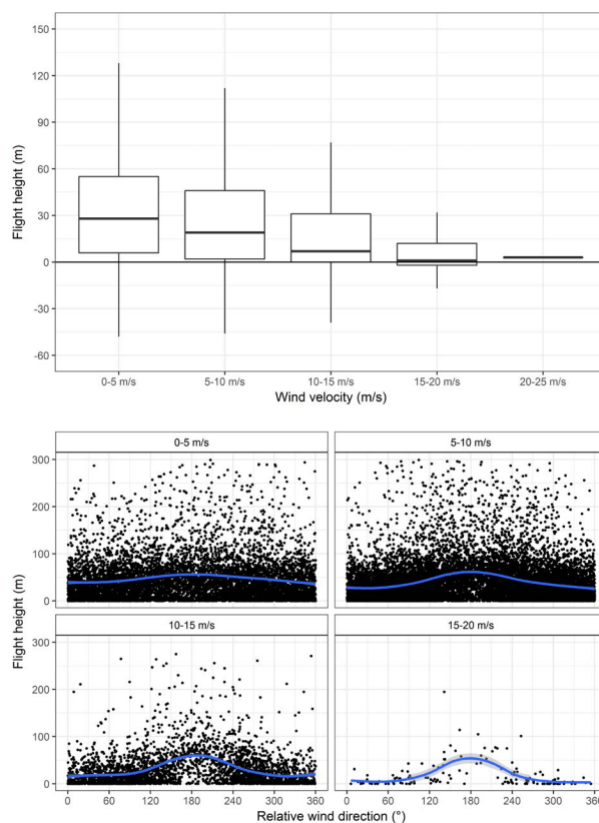 150
120
90
60
30
0
-30
-60
Flight height (m)
0-5 m/s 5-10 m/s 10-15 m/s 15-20 m/s 20-25 m/s
Wind velocity (m/s)
0-5 m/s 5-10 m/s
300
200
100
0
Flight height (m)
10-15 m/s 15-20 m/s
300
200
100
0
0 60 120 180 240 300 360 0 60 120 180 240 300 360
Relative wind direction (°)